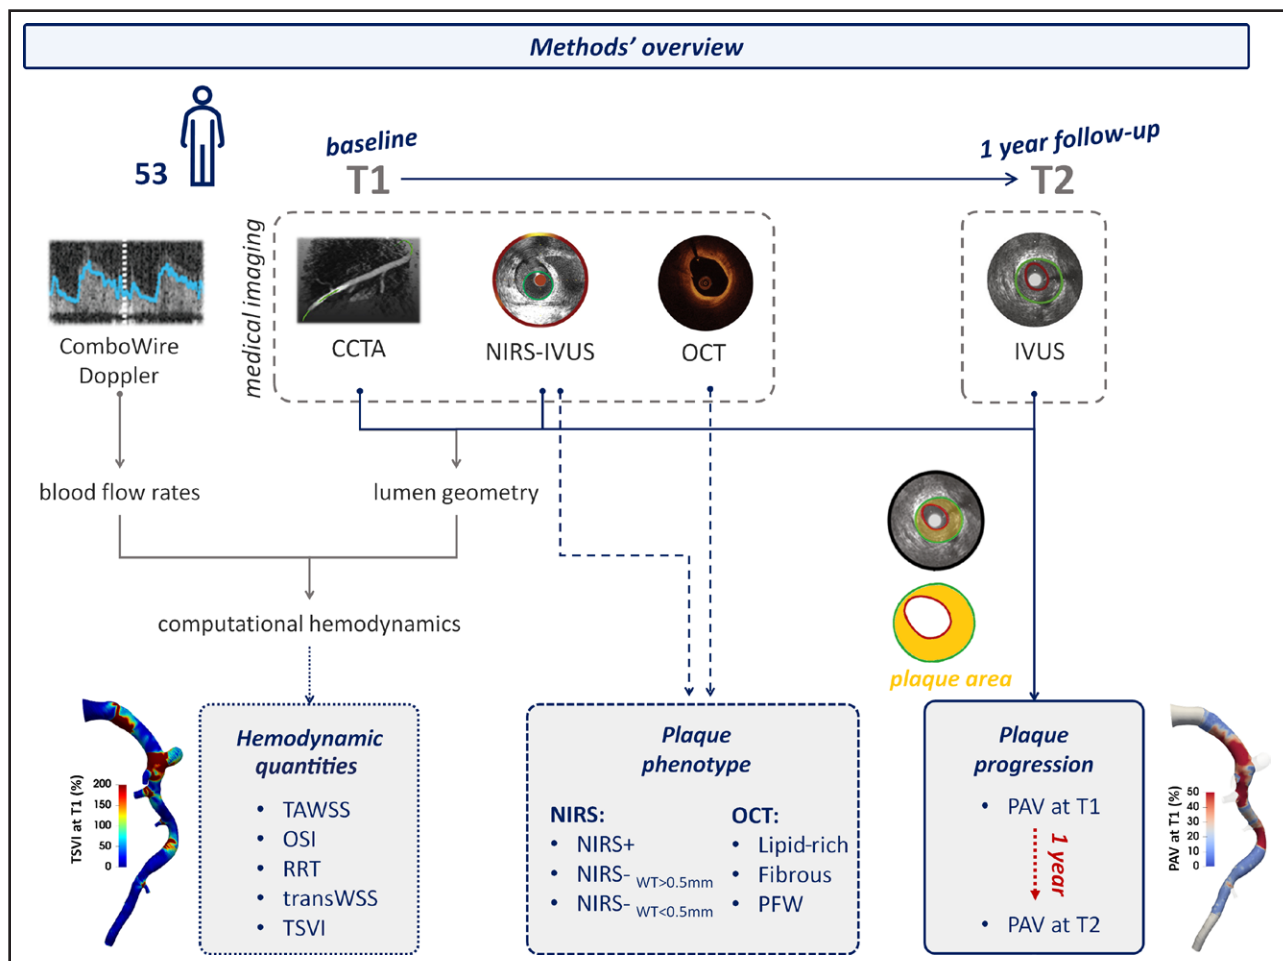 Methods' overview
53
baseline
T1
1 year follow-up
T2
medical imaging
ComboWire
Doppler
CCTA
NIRS-IVUS
OCT
IVUS
blood flow rates
lumen geometry
computational hemodynamics
plaque area
TSVI at T1 (%)
200
150
100
50
0
Hemodynamic
quantities
• TAWSS
• OSI
• RRT
• transWSS
• TSVI
Plaque
phenotype
NIRS:
• NIRS+
• NIRS- WT>0.5mm
• NIRS- WT<0.5mm
OCT:
• Lipid-rich
• Fibrous
• PFW
Plaque
progression
• PAV at T1
1 year
• PAV at T2
PAV at T1 (%)
50
40
30
20
10
0